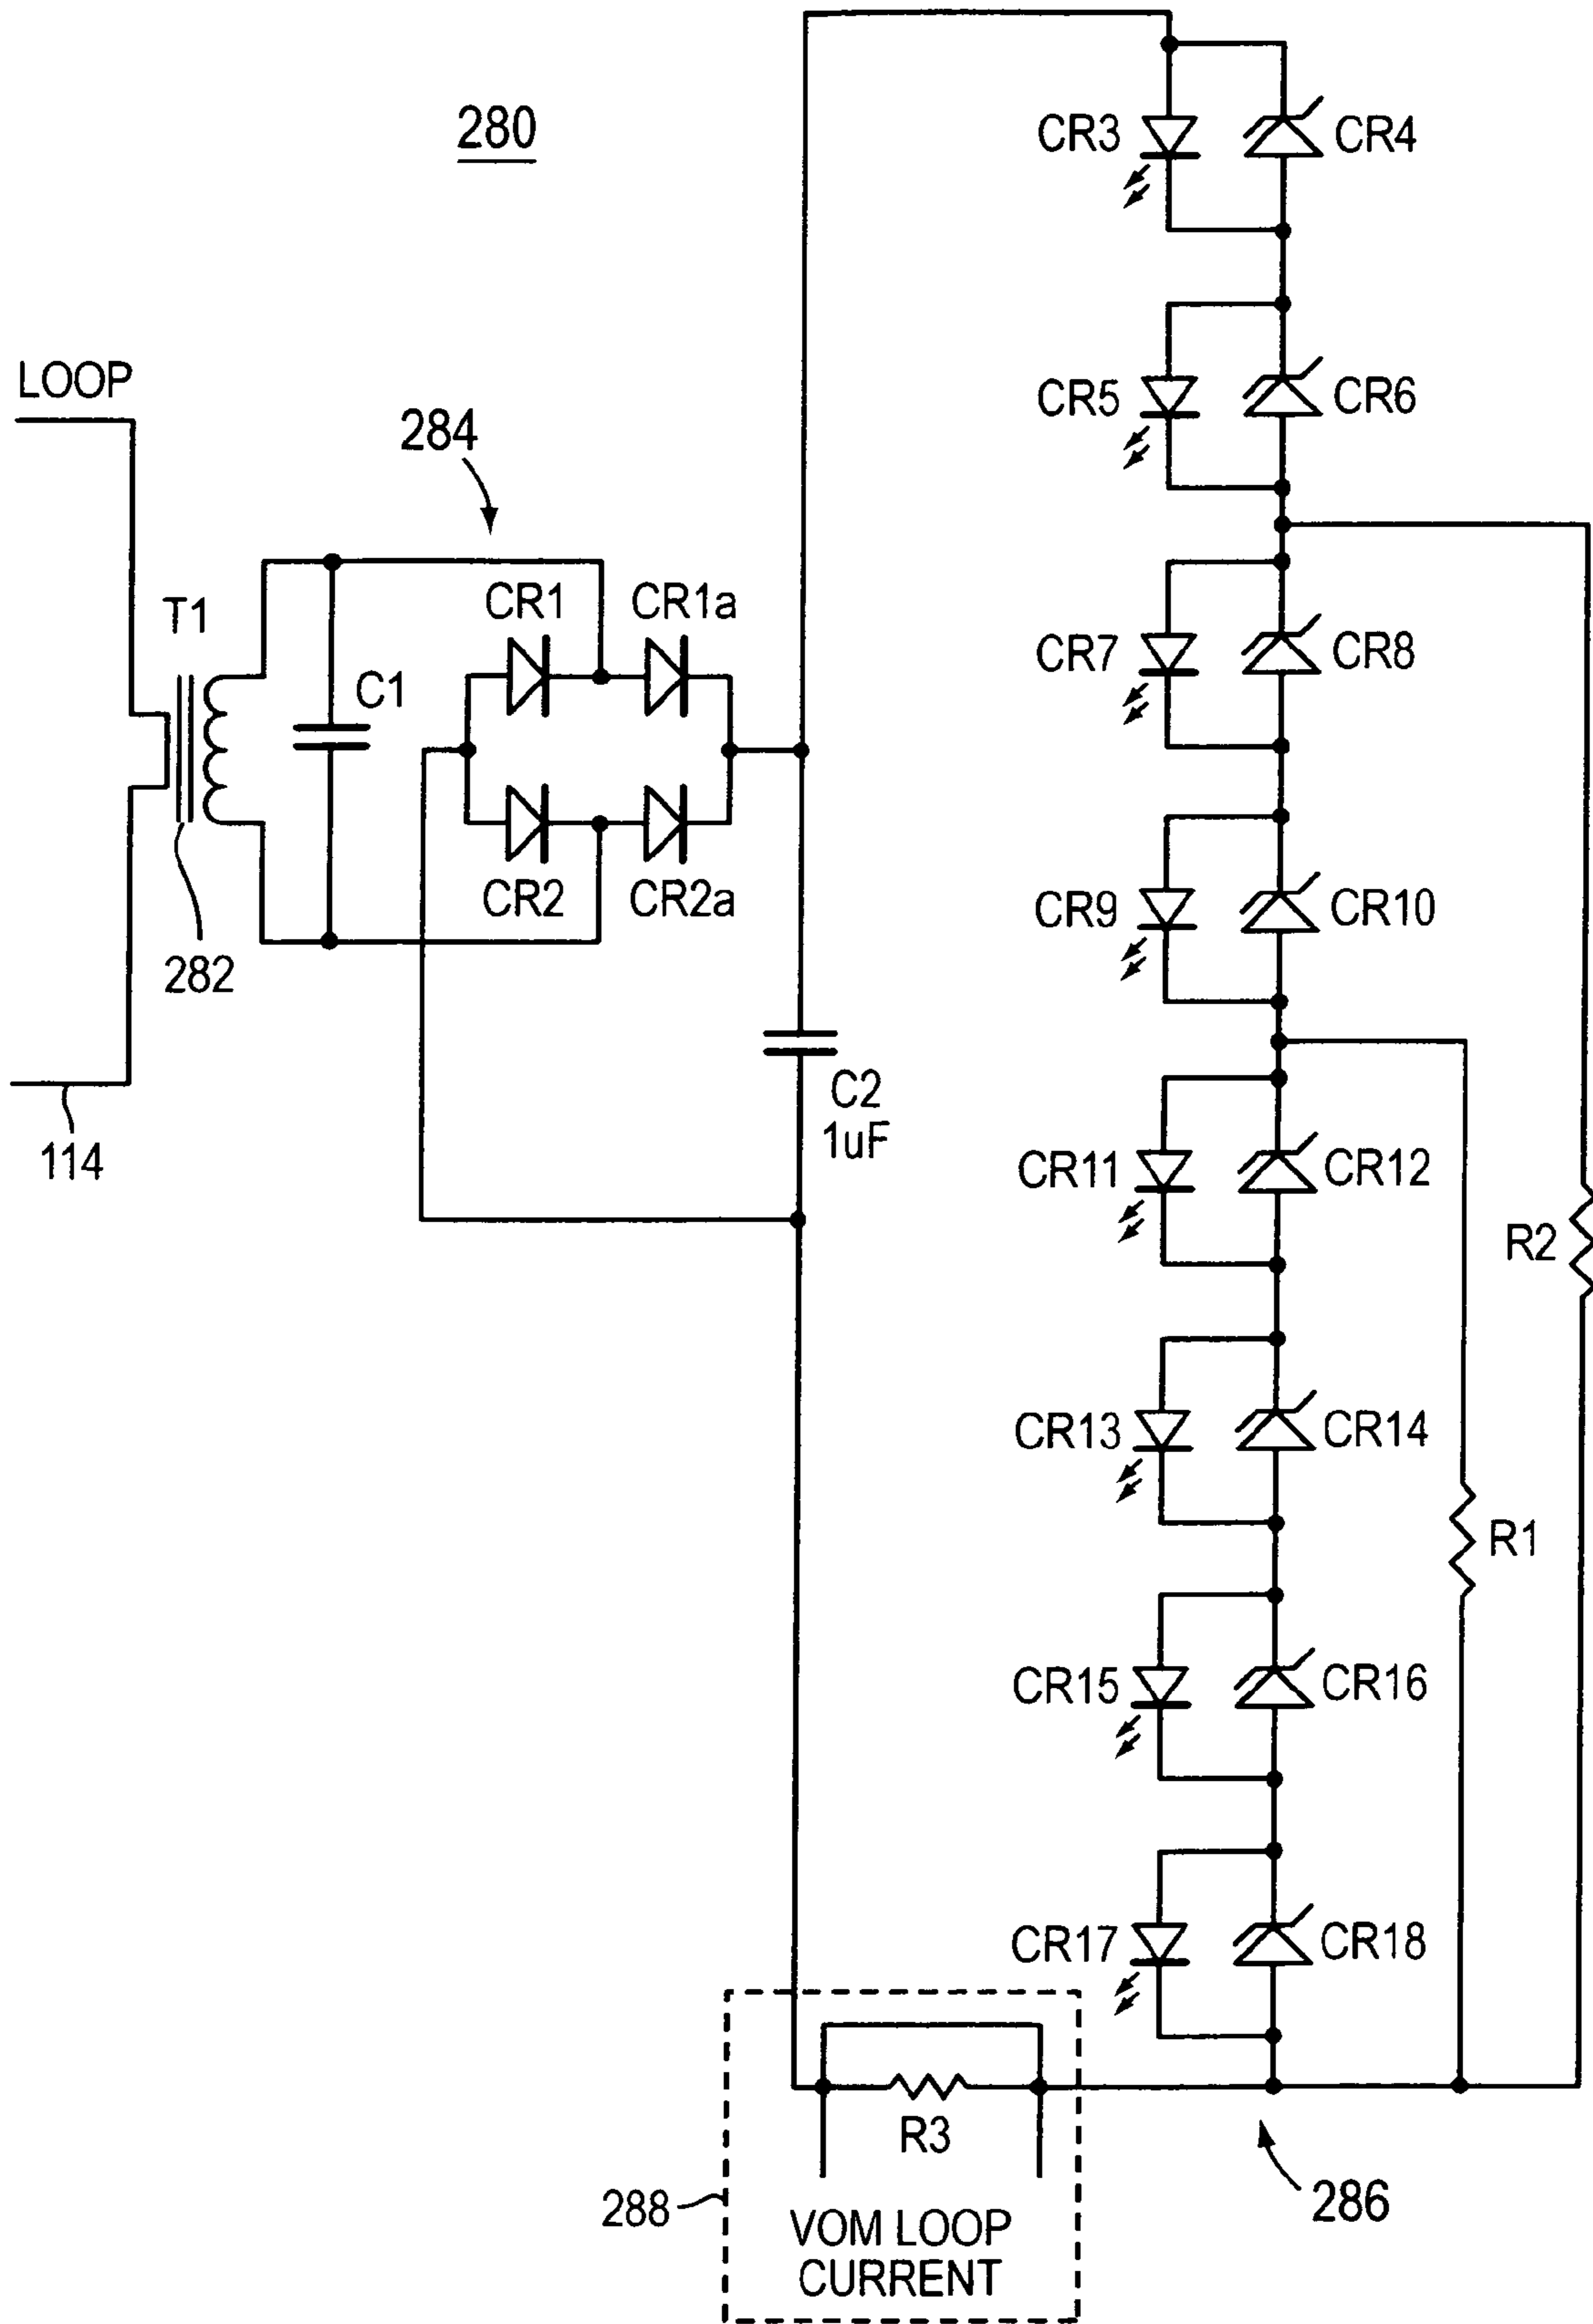 280
CR3
CR4
LOOP
CR5
CR6
284
T1
CR1
CR1a
CR7
CR8
C1
CR2
CR2a
CR9
CR10
282
C2
1uF
114
CR11
CR12
R2
CR13
CR14
R1
CR15
CR16
CR17
CR18
R3
288
286
VOM LOOP
CURRENT